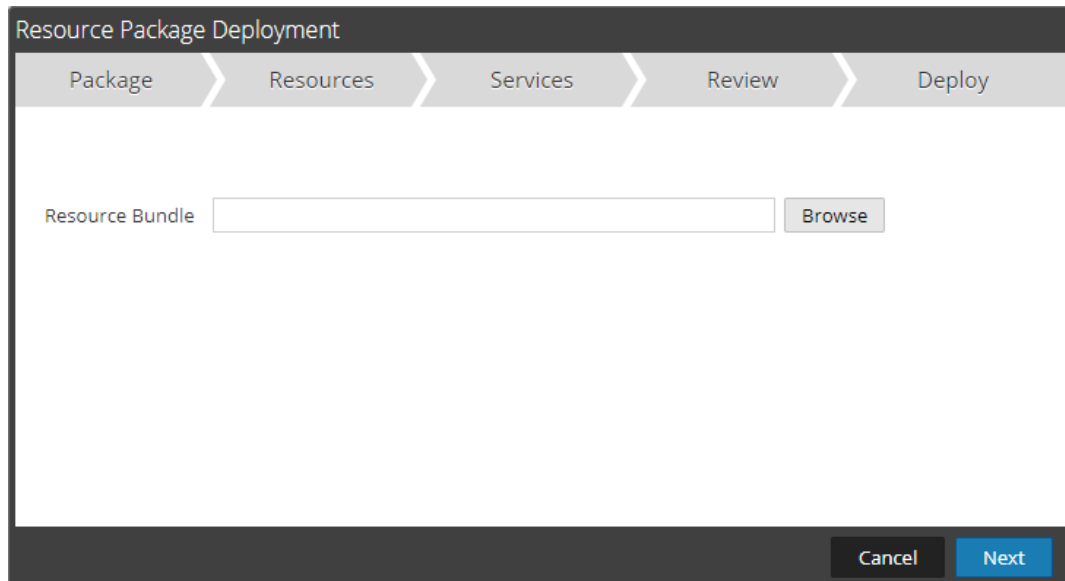 Resource Package Deployment
Package Resources Services Review Deploy
Resource Bundle Browse
Cancel Next